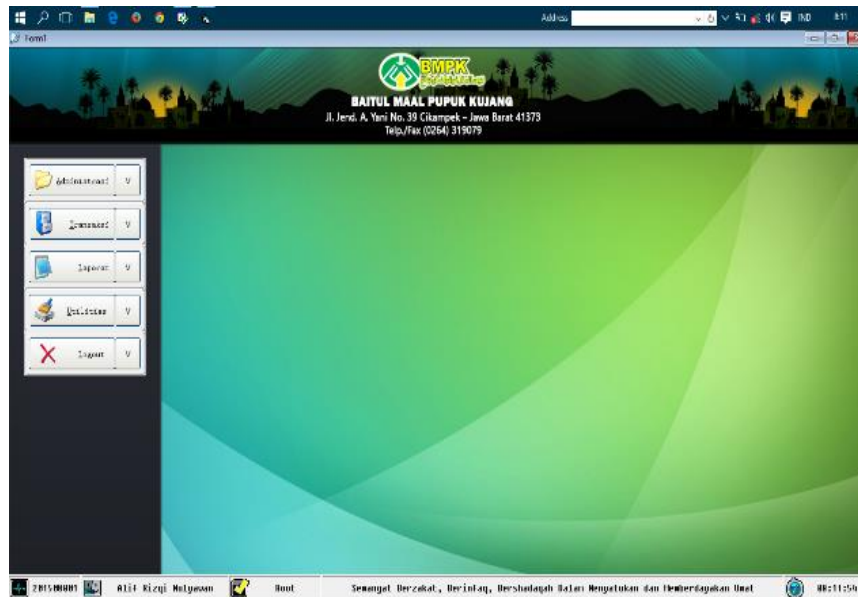 Address
IND
8:11
Form1
BMPK
BAITUL MAAL PUPUK KUJANG
Jl. Jend. A. Yani No. 39 Cikampek – Jawa Barat 41373
Telp./Fax (0264) 319079
Administrasi V
Transaksi V
Laporan V
Utilities V
Logout V
Alif Rizqi Mulyawan
Root
Semangat Berzakat, Berinfaq, Bershadaqah Dalam Menyatukan dan Memberdayakan Umat